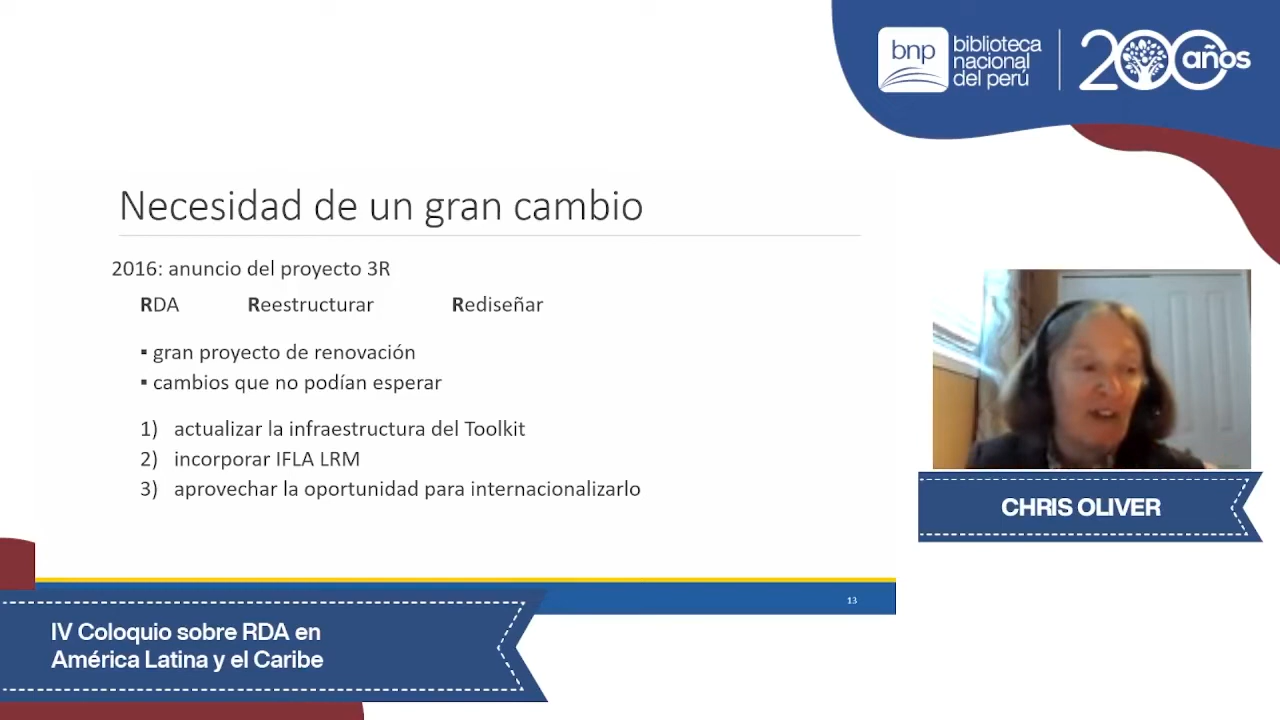 bnp
biblioteca
nacional
del perú
200 años
Necesidad de un gran cambio
2016: anuncio del proyecto 3R
RDA Reestructurar Rediseñar
▪ gran proyecto de renovación
▪ cambios que no podían esperar
1) actualizar la infraestructura del Toolkit
2) incorporar IFLA LRM
3) aprovechar la oportunidad para internacionalizarlo
CHRIS OLIVER
13
IV Coloquio sobre RDA en
América Latina y el Caribe